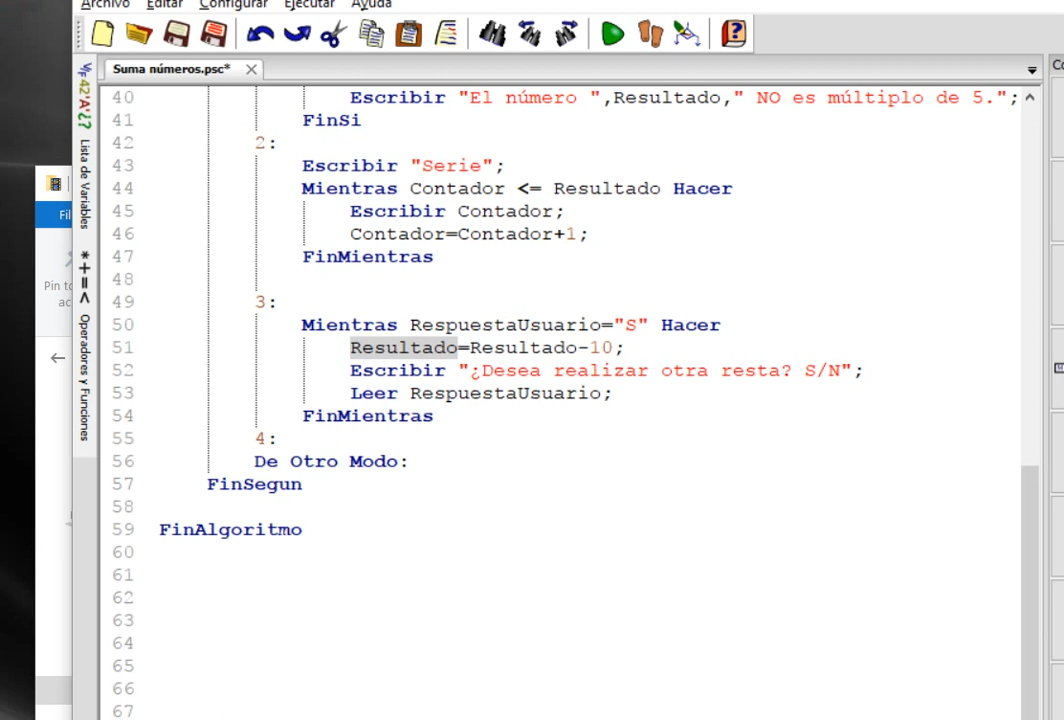 Archivo Editar Configurar Ejecutar Ayuda
Suma números.psc*
Lista de Variables
Operadores y Funciones
40 Escribir "El número ",Resultado," NO es múltiplo de 5.";
41 FinSi
42 2:
43 Escribir "Serie";
44 Mientras Contador <= Resultado Hacer
45 Escribir Contador;
46 Contador=Contador+1;
47 FinMientras
48
49 3:
50 Mientras RespuestaUsuario="S" Hacer
51 Resultado=Resultado-10;
52 Escribir "¿Desea realizar otra resta? S/N";
53 Leer RespuestaUsuario;
54 FinMientras
55 4:
56 De Otro Modo:
57 FinSegun
58
59 FinAlgoritmo
60
61
62
63
64
65
66
67
Fil
Pin to
ac
Co